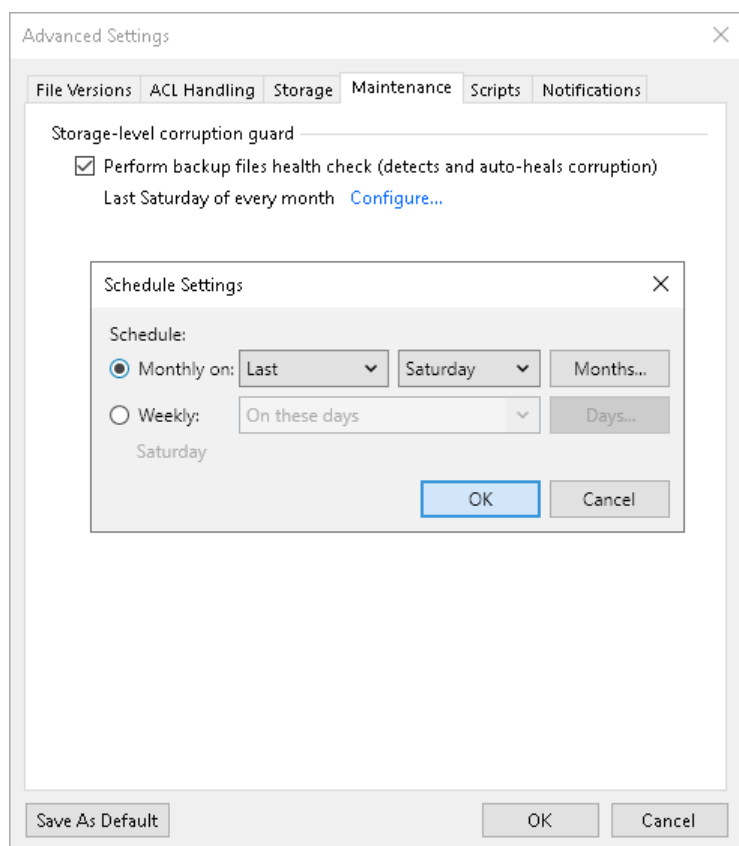 Advanced Settings
File Versions ACL Handling Storage Maintenance Scripts Notifications
Storage-level corruption guard
Perform backup files health check (detects and auto-heals corruption)
Last Saturday of every month Configure...
Schedule Settings
Schedule:
Monthly on: Last Saturday Months...
Weekly: On these days Days...
Saturday
OK Cancel
Save As Default OK Cancel